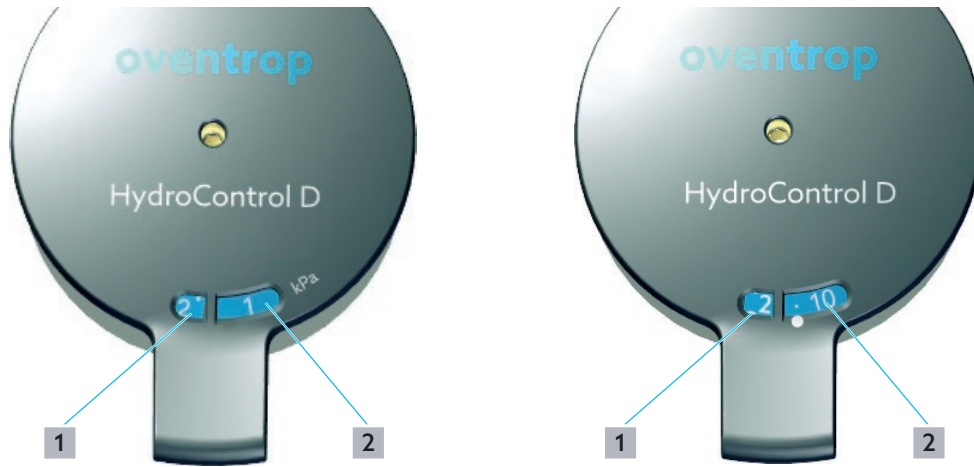 oventrop
HydroControl D
2 1 kPa
1 2
oventrop
HydroControl D
2 10
1 2